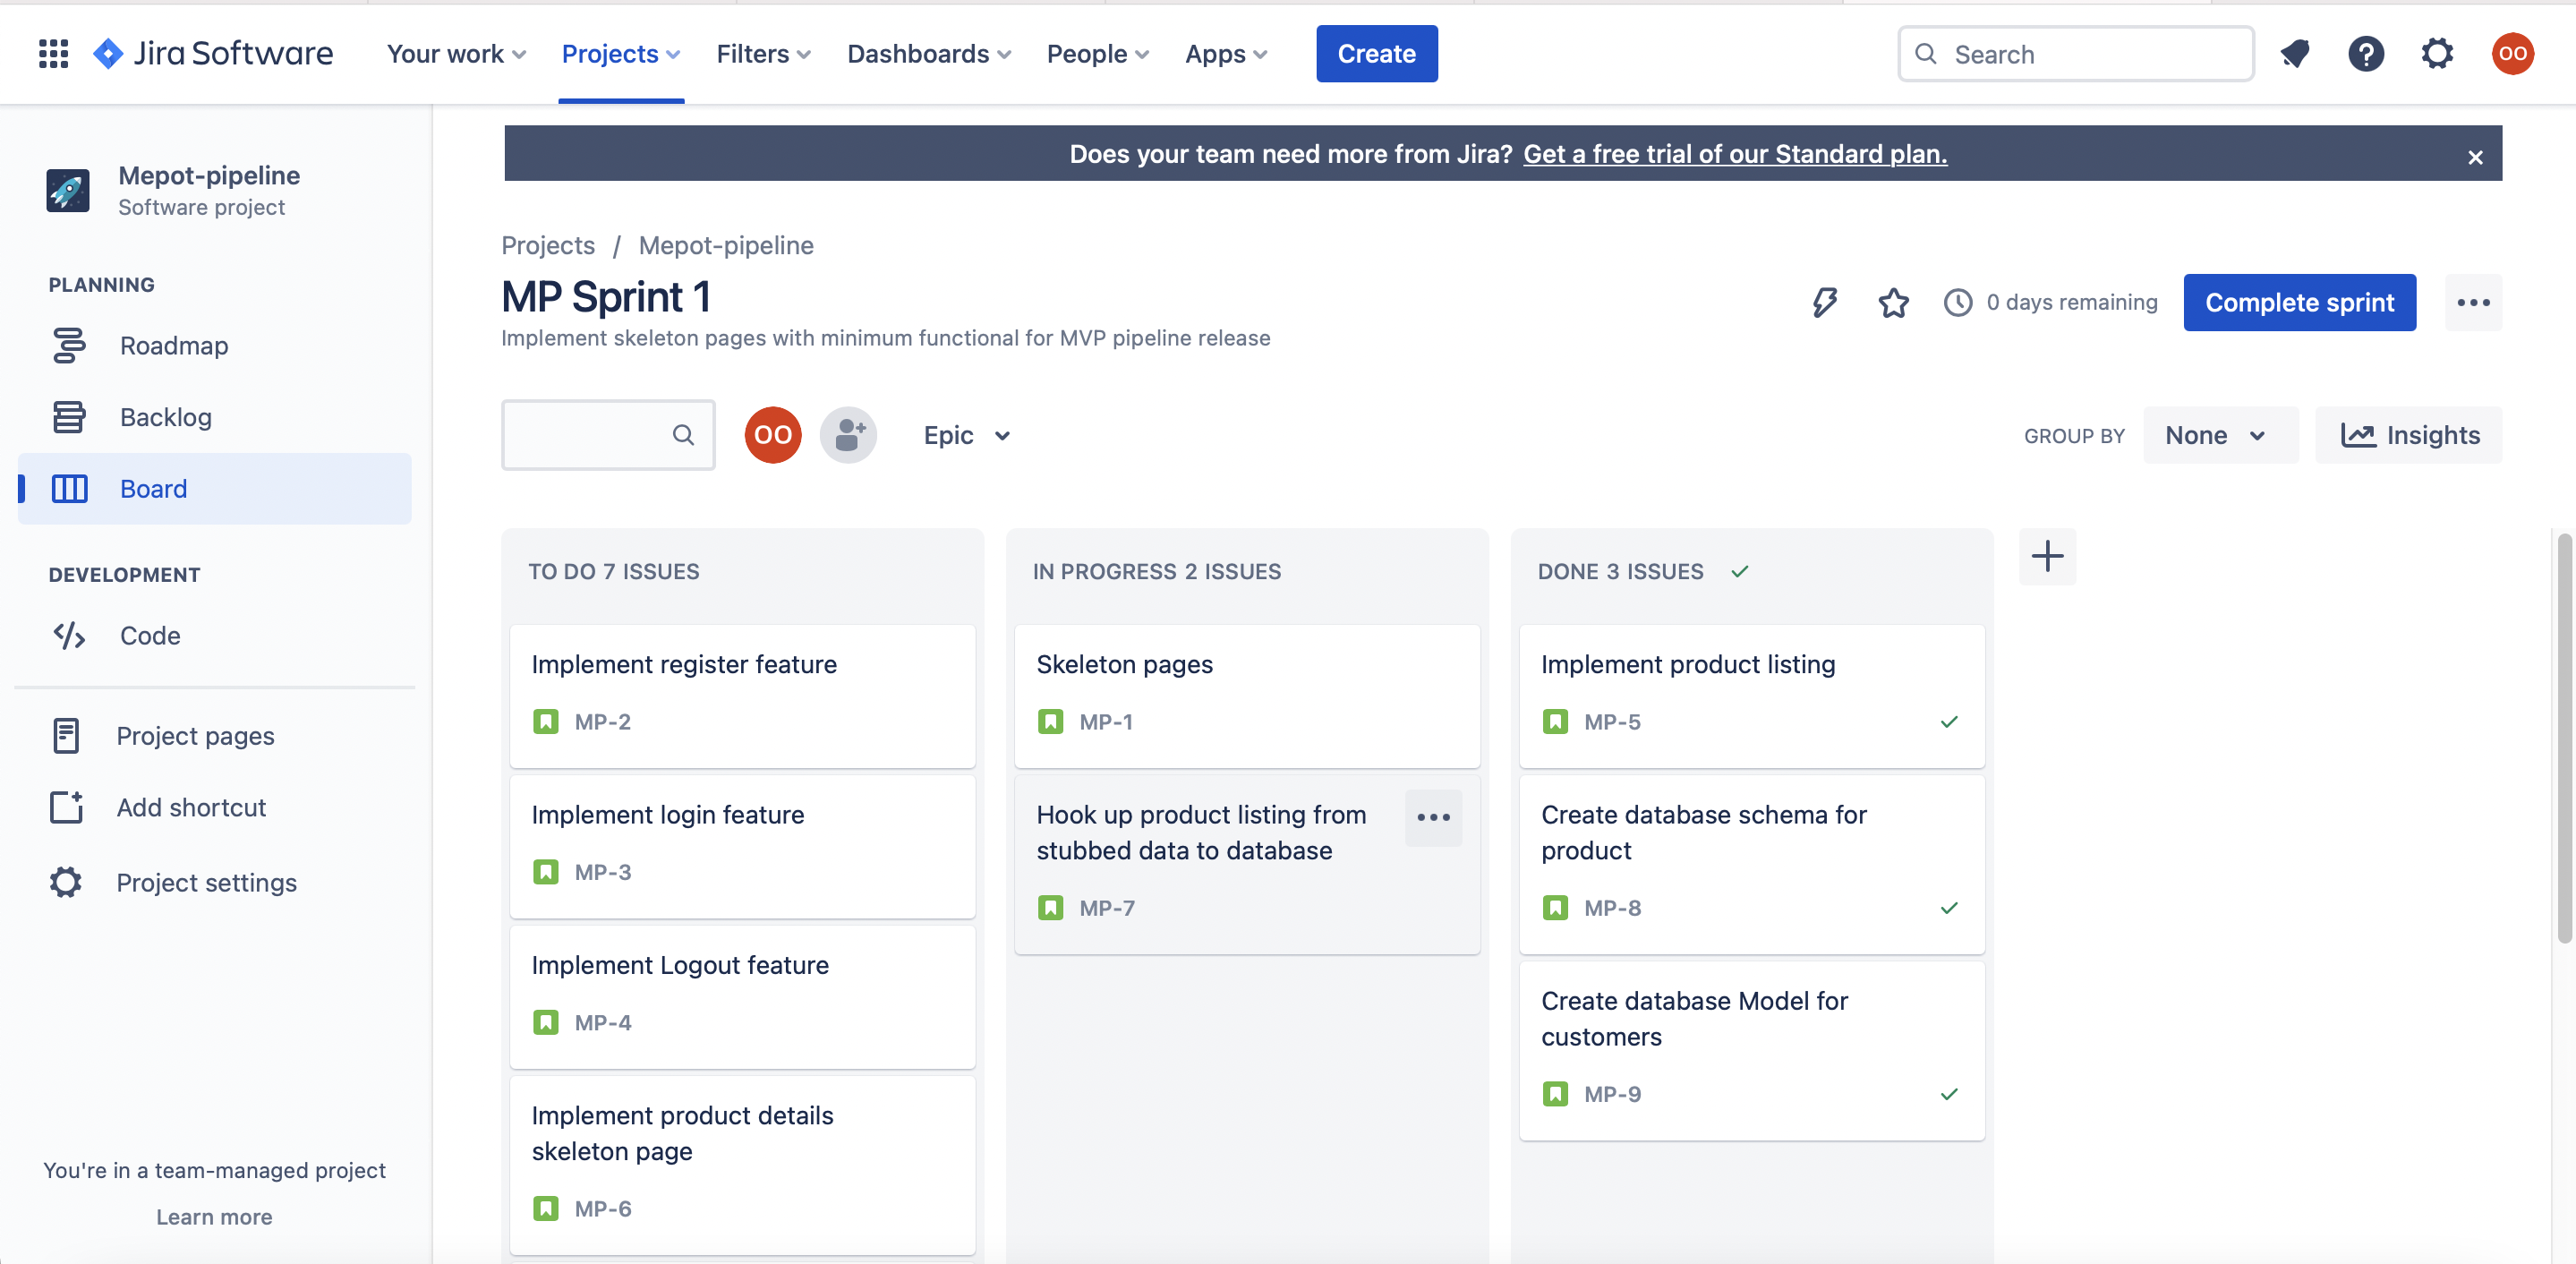 Jira Software
Your work
Projects
Filters
Dashboards
People
Apps
Create
Search
?
OO
Mepot-pipeline
Software project
PLANNING
Roadmap
Backlog
Board
DEVELOPMENT
Code
Project pages
Add shortcut
Project settings
You're in a team-managed project
Learn more
Does your team need more from Jira? Get a free trial of our Standard plan.
Projects / Mepot-pipeline
MP Sprint 1
Implement skeleton pages with minimum functional for MVP pipeline release
0 days remaining
Complete sprint
OO
Epic
GROUP BY
None
Insights
TO DO 7 ISSUES
Implement register feature
MP-2
Implement login feature
MP-3
Implement Logout feature
MP-4
Implement product details
skeleton page
MP-6
IN PROGRESS 2 ISSUES
Skeleton pages
MP-1
Hook up product listing from
stubbed data to database
MP-7
DONE 3 ISSUES
Implement product listing
MP-5
Create database schema for
product
MP-8
Create database Model for
customers
MP-9